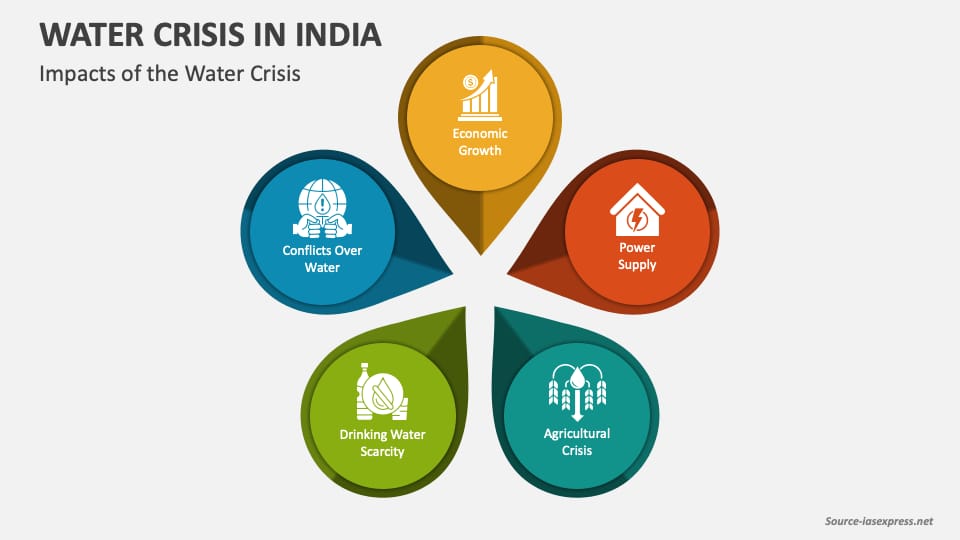 WATER CRISIS IN INDIA
Impacts of the Water Crisis
$
Economic
Growth
Power
Supply
Agricultural
Crisis
Drinking Water
Scarcity
Conflicts Over
Water
Source-iasexpress.net